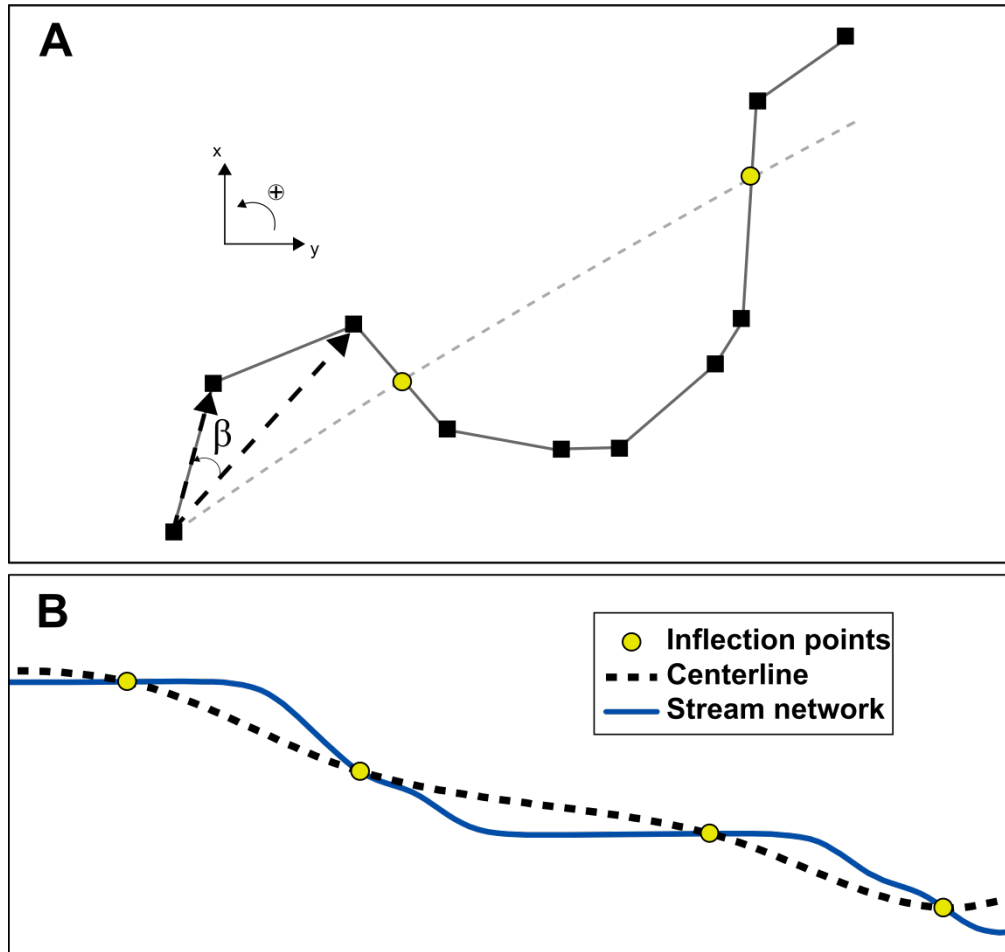 A
x
⊕
y
β
B
Inflection points
Centerline
Stream network